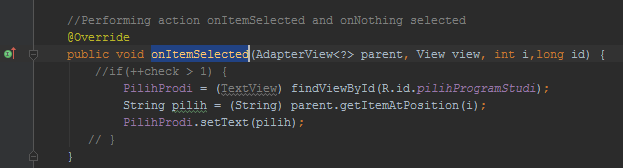 //Performing action onItemSelected and onNothing selected
@Override
public void onItemSelected(AdapterView<?> parent, View view, int i,long id) {
//if(++check > 1) {
PilihProdi = (TextView) findViewById(R.id.pilihProgramStudi);
String pilih = (String) parent.getItemAtPosition(i);
PilihProdi.setText(pilih);
// }
}